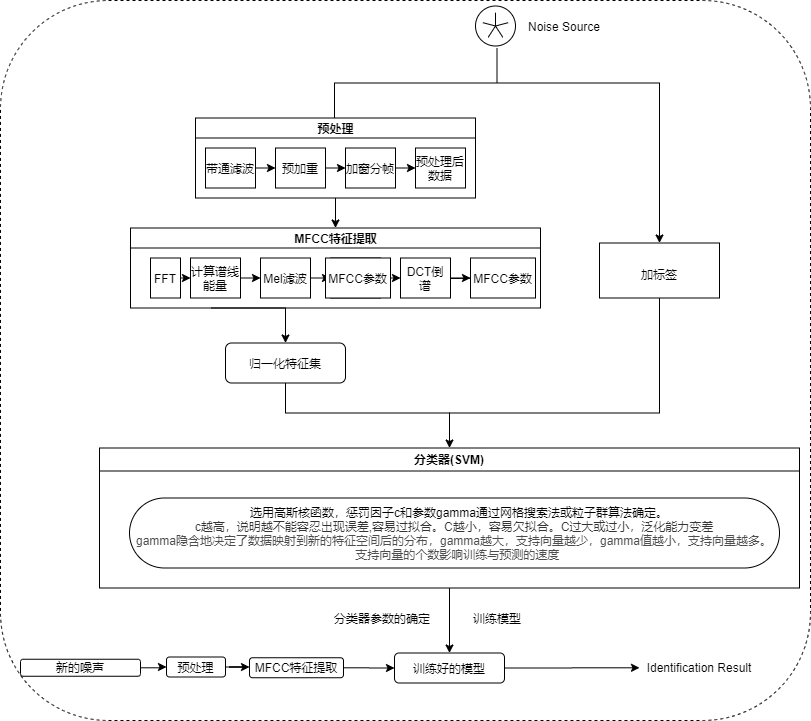 Noise Source
预处理
带通滤波
预加重
加窗分帧
预处理后
数据
MFCC特征提取
FFT
计算谱线
能量
Mel滤波
MFCC参数
DCT倒
谱
MFCC参数
加标签
归一化特征集
分类器(SVM)
选用高斯核函数，惩罚因子c和参数gamma通过网格搜索法或粒子群算法确定。
c越高，说明越不能容忍出现误差,容易过拟合。C越小，容易欠拟合。C过大或过小，泛化能力变差
gamma隐含地决定了数据映射到新的特征空间后的分布，gamma越大，支持向量越少，gamma值越小，支持向量越多。
支持向量的个数影响训练与预测的速度
分类器参数的确定
训练模型
新的噪声
预处理
MFCC特征提取
训练好的模型
Identification Result